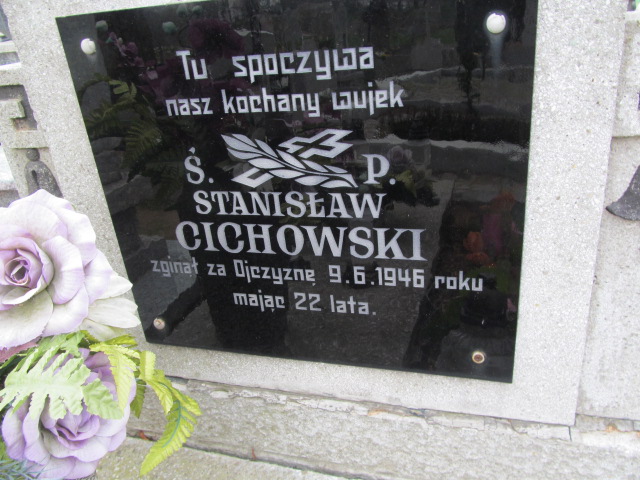 Tu spoczywa
nasz kochany wujek
Ś. P.
STANISŁAW
CICHOWSKI
zginął za Ojczyznę 9.6.1946 roku
mając 22 lata.